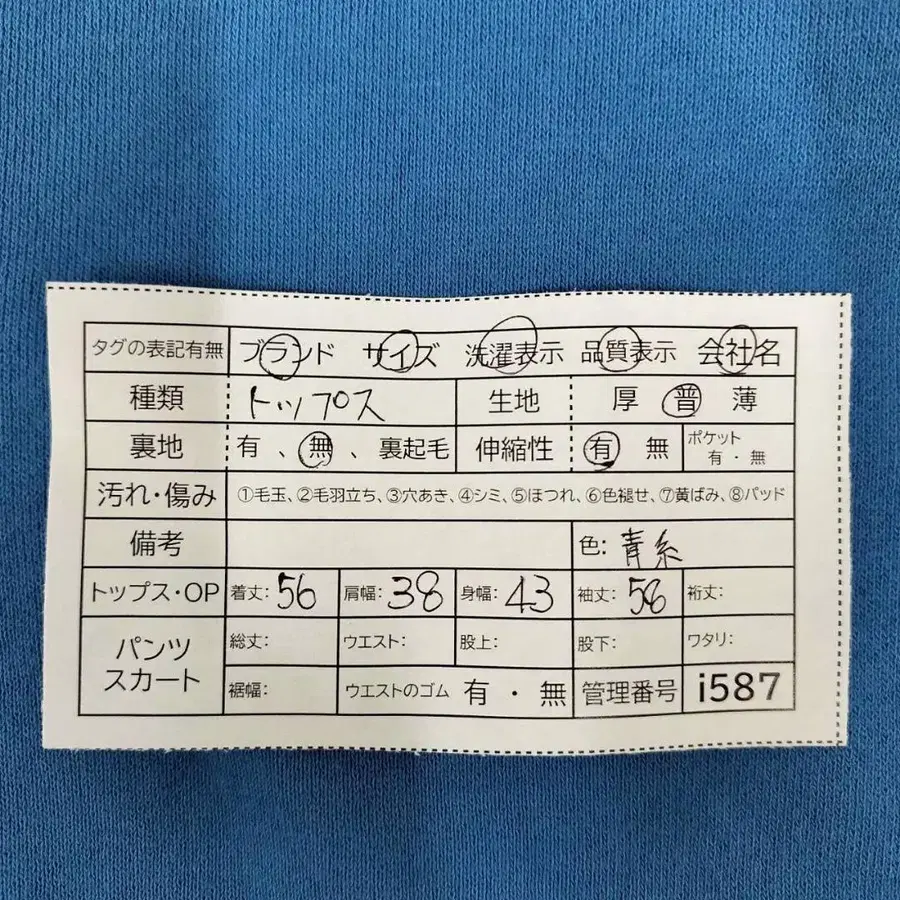 タグの表記有無 ブランド サイズ 洗濯表示 品質表示 会社名
種類 トップス 生地 厚 普 薄
裏地 有 、無 、裏起毛 伸縮性 有 無 ポケット 有・無
汚れ・傷み ①毛玉、②毛羽立ち、③穴あき、④シミ、⑤ほつれ、⑥色褪せ、⑦黄ばみ、⑧パッド
備考 色: 青系
トップス・OP 着丈: 56 肩幅: 38 身幅: 43 袖丈: 58 裄丈:
パンツ スカート 総丈: ウエスト: 股上: 股下: ワタリ:
裾幅: ウエストのゴム 有・無 管理番号 i587